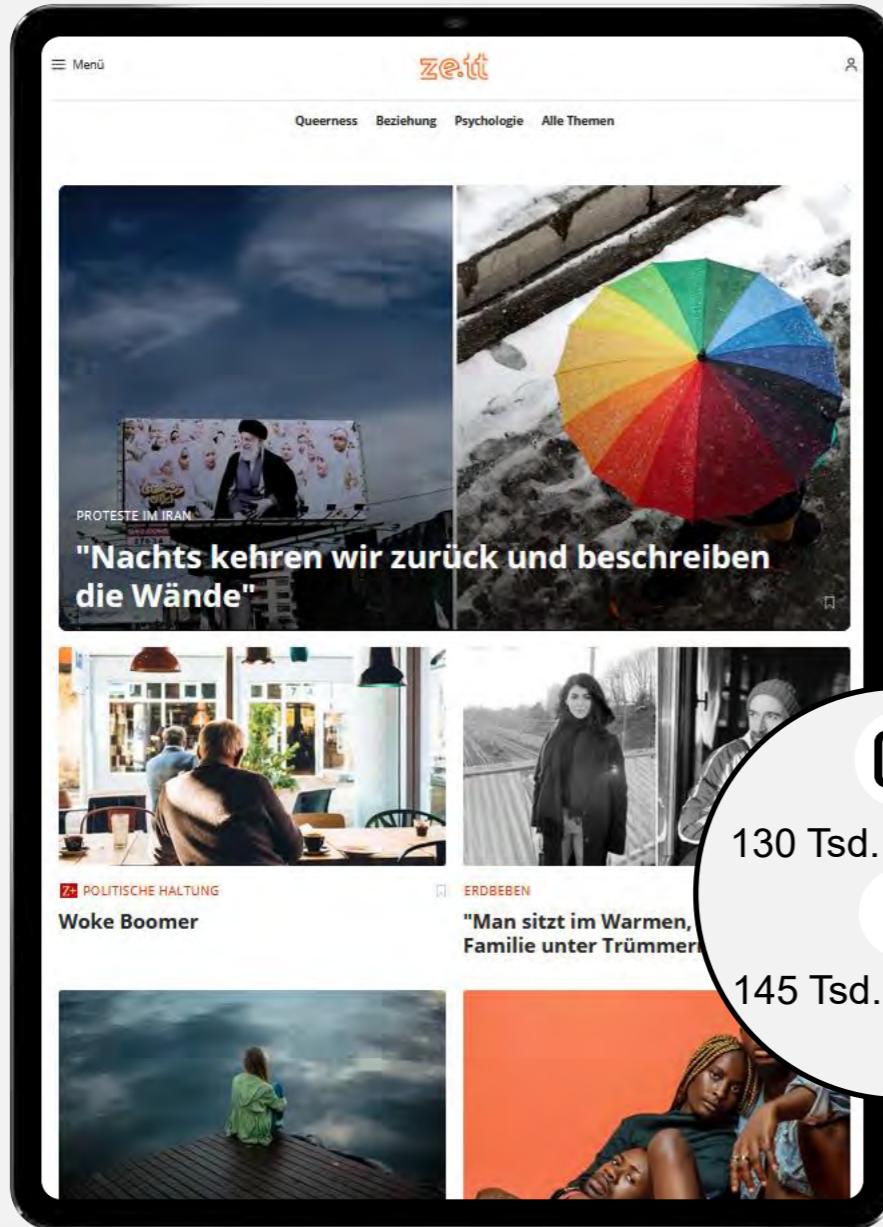 Menü
ze.tt
Queerness Beziehung Psychologie Alle Themen
PROTESTE IM IRAN
"Nachts kehren wir zurück und beschreiben
die Wände"
Z+ POLITISCHE HALTUNG
Woke Boomer
ERDBEBEN
"Man sitzt im Warmen,
Familie unter Trümmern
130 Tsd.
145 Tsd.